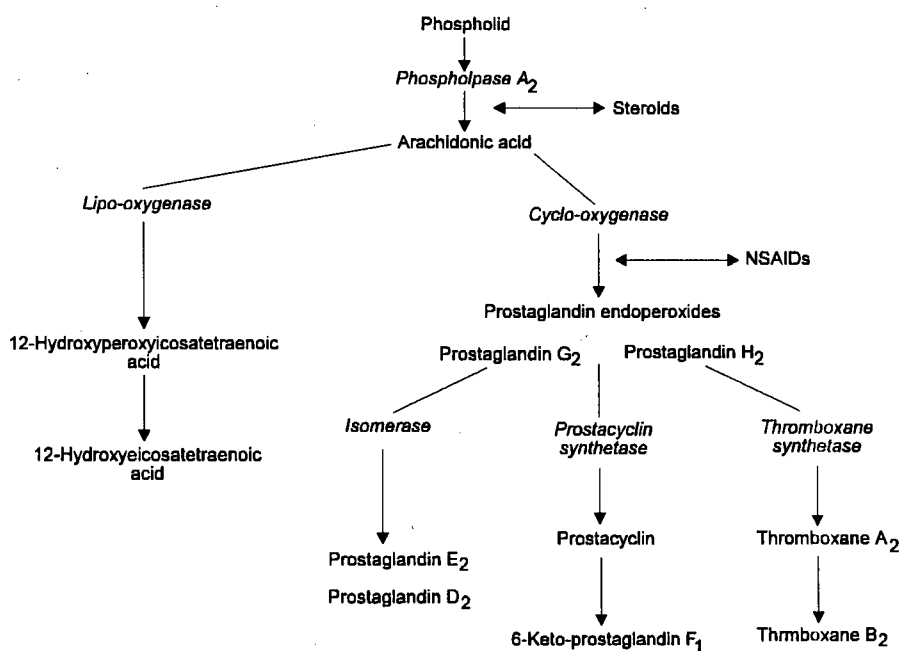 Phospholid
Phospholpase A2
Steroids
Arachidonic acid
Lipo-oxygenase
Cyclo-oxygenase
NSAIDs
Prostaglandin endoperoxides
12-Hydroxyperoxyicosatetraenoic
acid
Prostaglandin G2
Prostaglandin H2
Isomerase
Prostacyclin
synthetase
Thromboxane
synthetase
12-Hydroxyeicosatetraenoic
acid
Prostaglandin E2
Prostacyclin
Thromboxane A2
Prostaglandin D2
6-Keto-prostaglandin F1
Thrmboxane B2